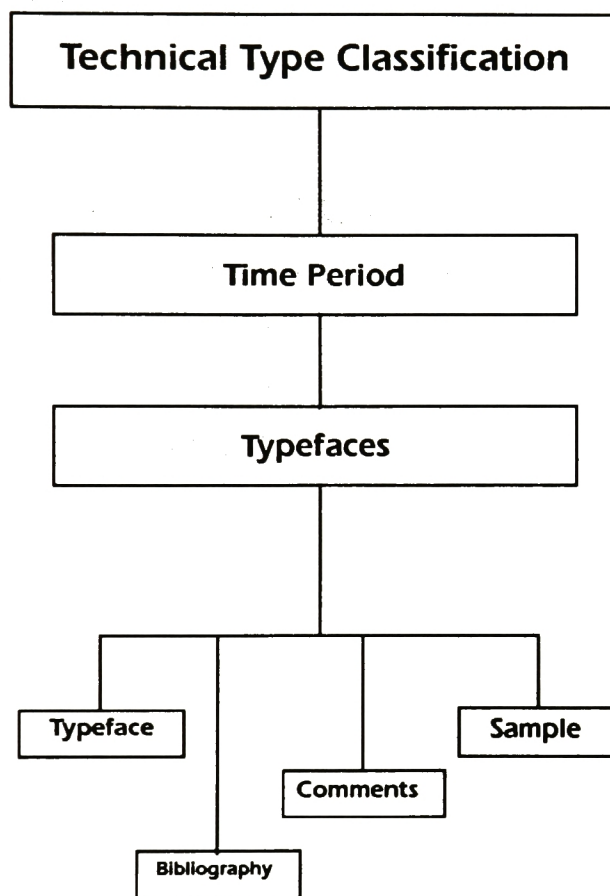 Technical Type Classification
Time Period
Typefaces
Typeface
Sample
Comments
Bibliography